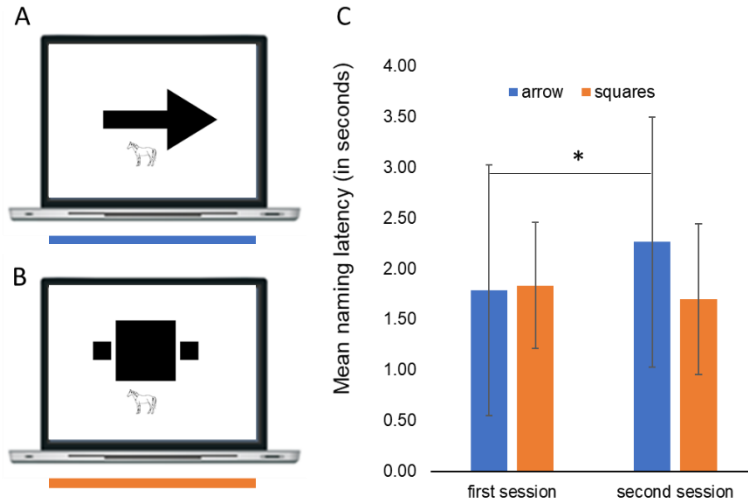 A
B
C
Mean naming latency (in seconds)
4.00
3.50
3.00
2.50
2.00
1.50
1.00
0.50
0.00
arrow squares
*
first session second session